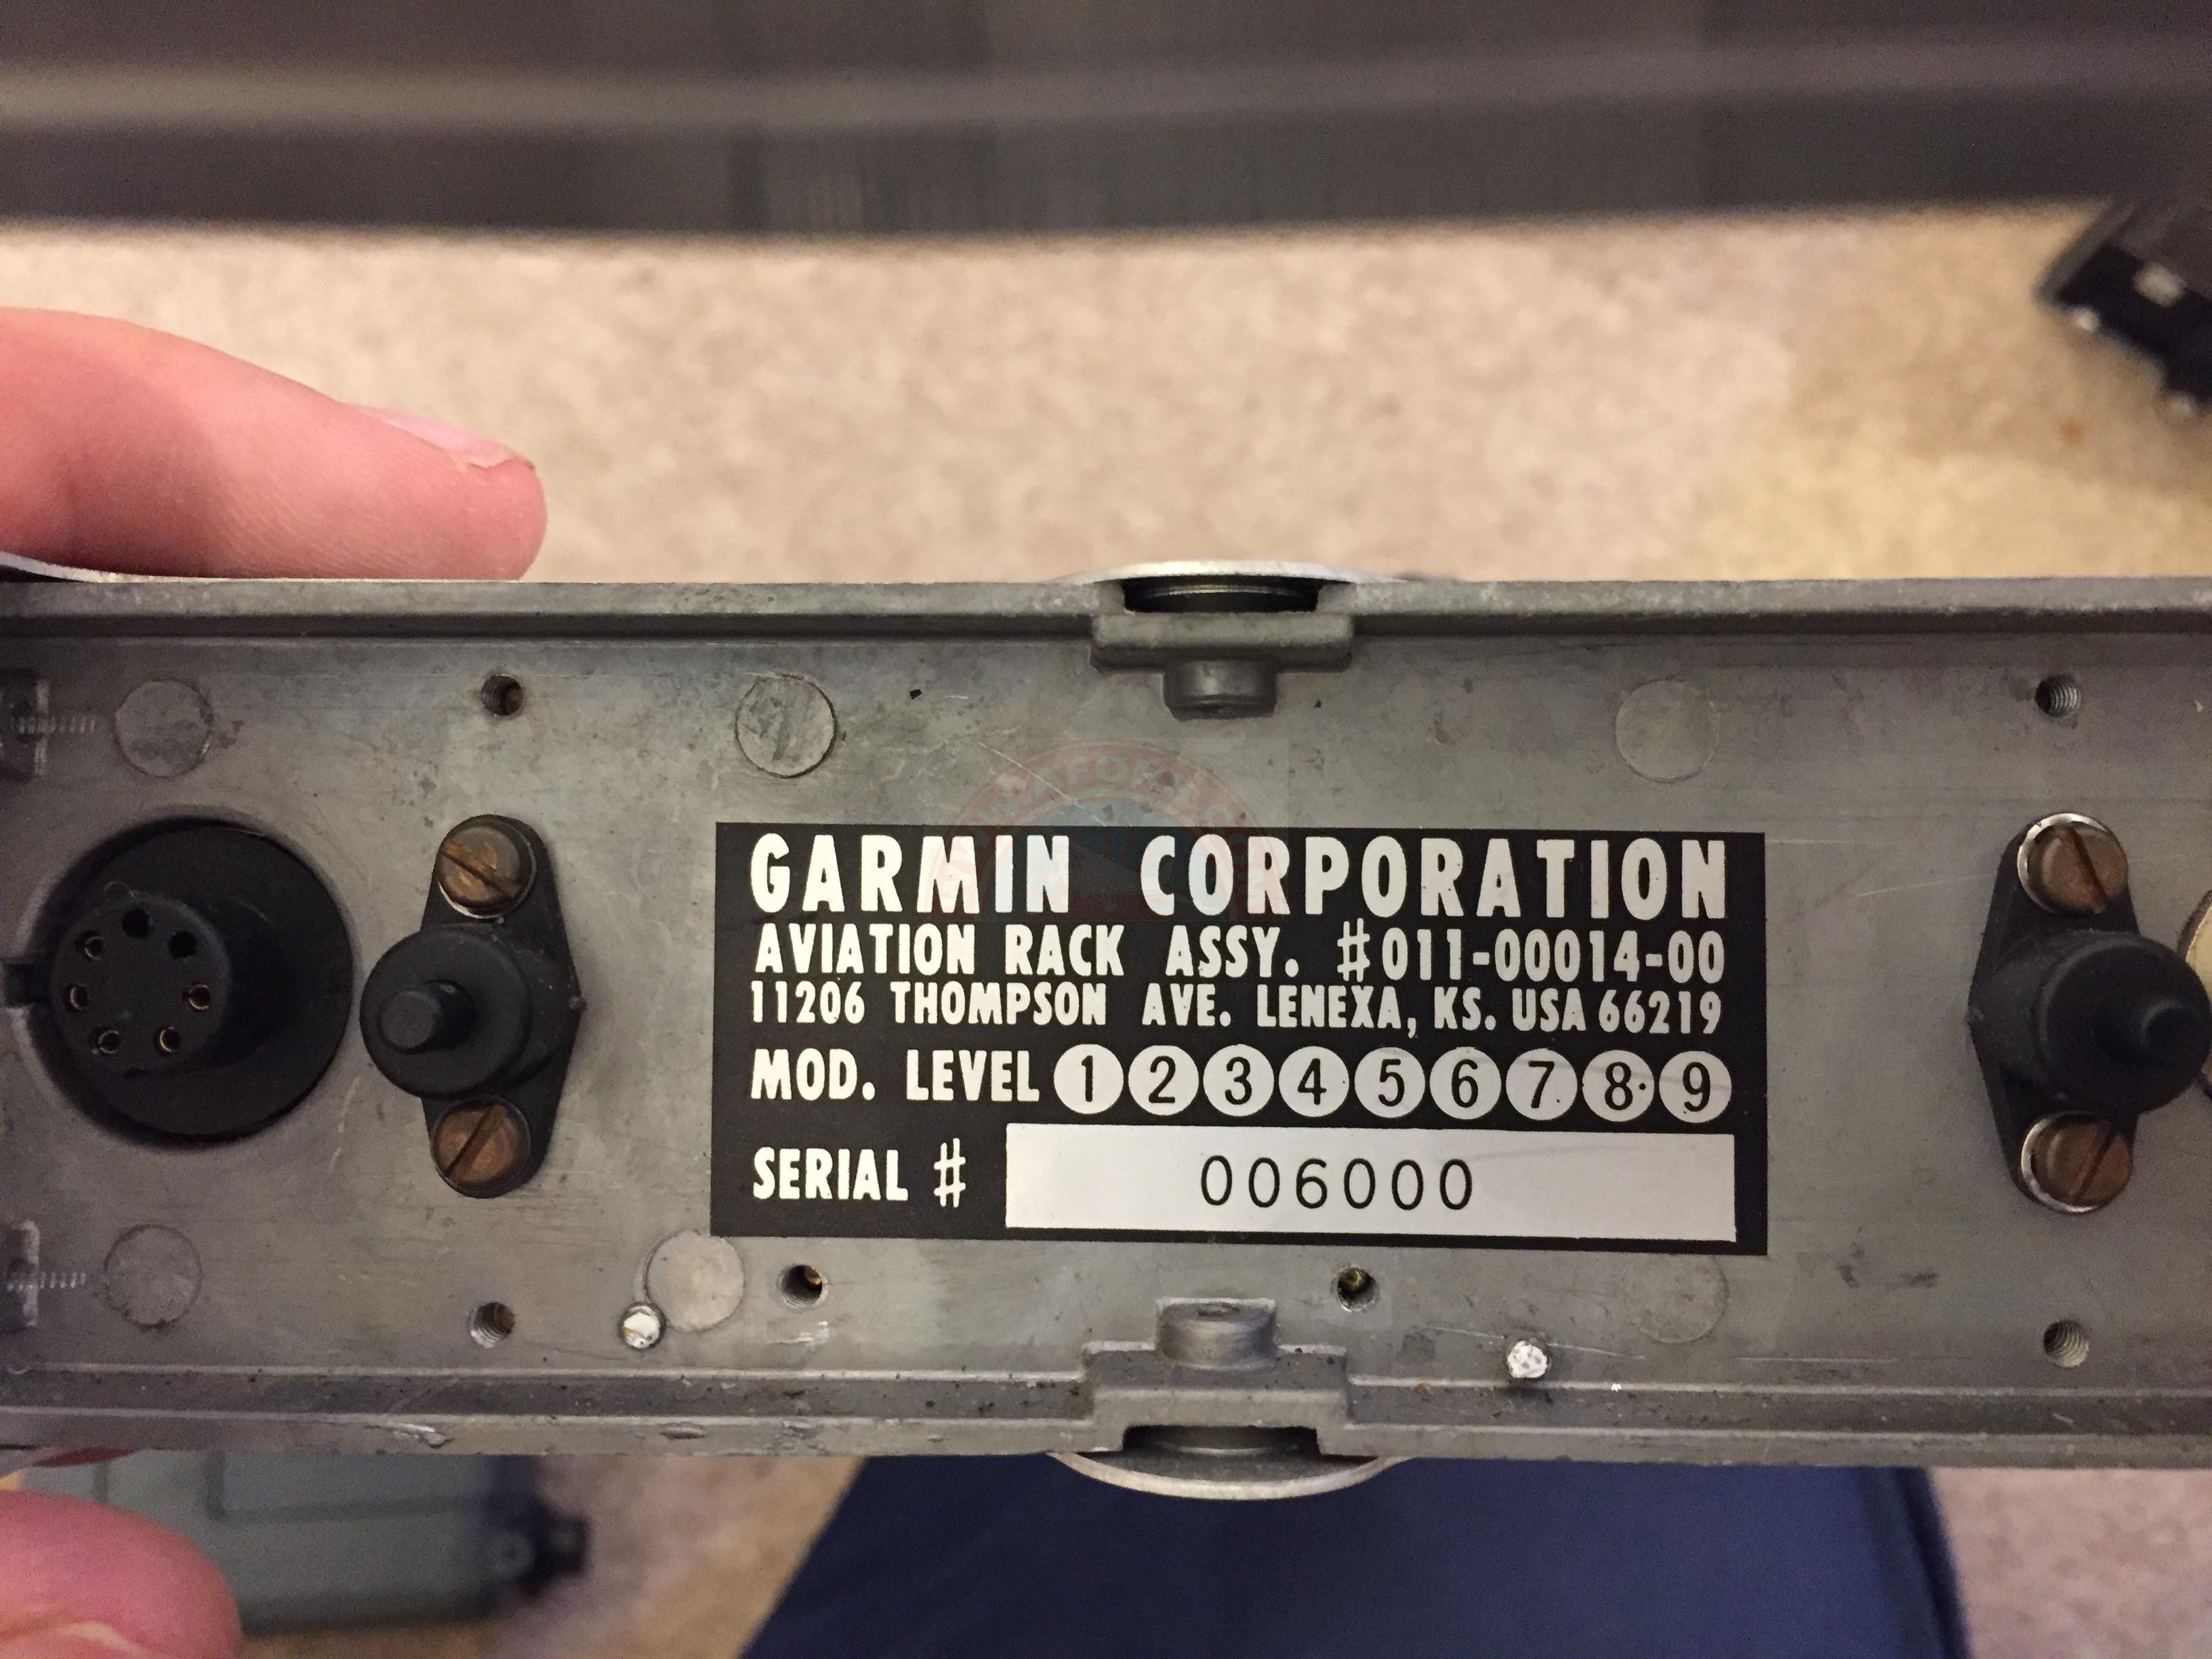 GARMIN CORPORATION
AVIATION RACK ASSY. #011-00014-00
11206 THOMPSON AVE. LENEXA, KS. USA 66219
MOD. LEVEL 1 2 3 4 5 6 7 8 9
SERIAL # 006000